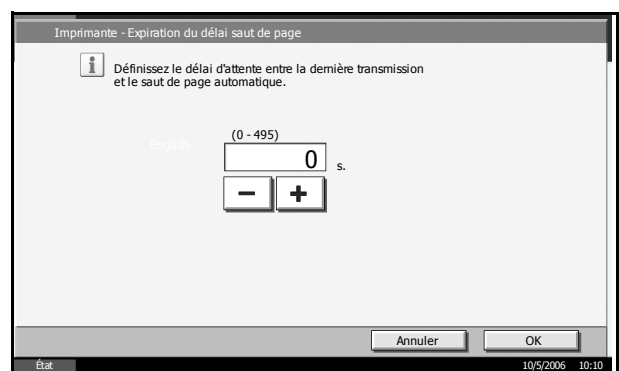 Imprimante - Expiration du délai saut de page
Définissez le délai d'attente entre la dernière transmission
et le saut de page automatique.
English
(0 - 495)
0 s.
Annuler OK
État 10/5/2006 10:10